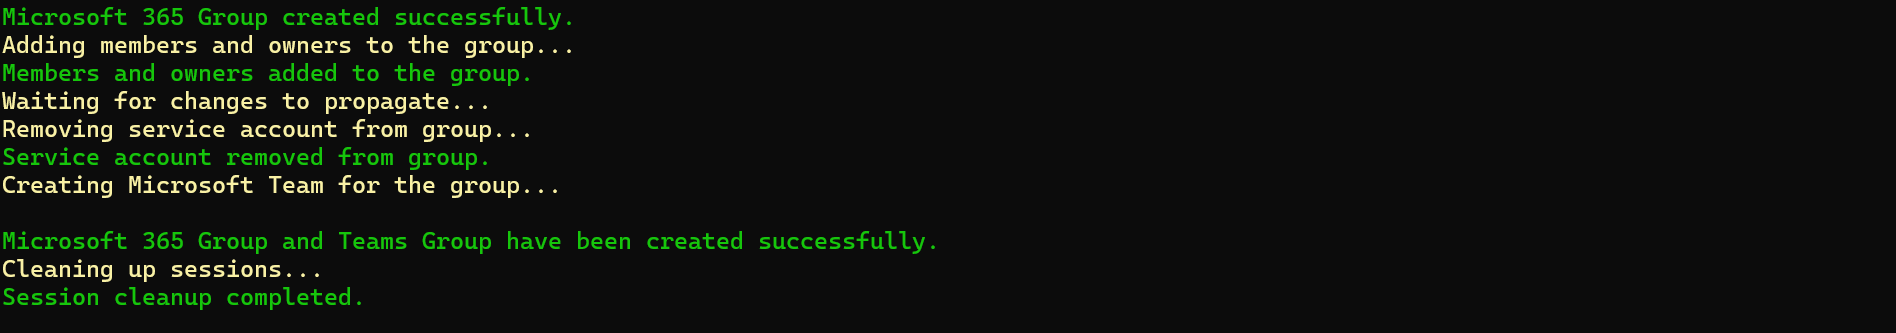 Microsoft 365 Group created successfully.
Adding members and owners to the group...
Members and owners added to the group.
Waiting for changes to propagate...
Removing service account from group...
Service account removed from group.
Creating Microsoft Team for the group...
Microsoft 365 Group and Teams Group have been created successfully.
Cleaning up sessions...
Session cleanup completed.